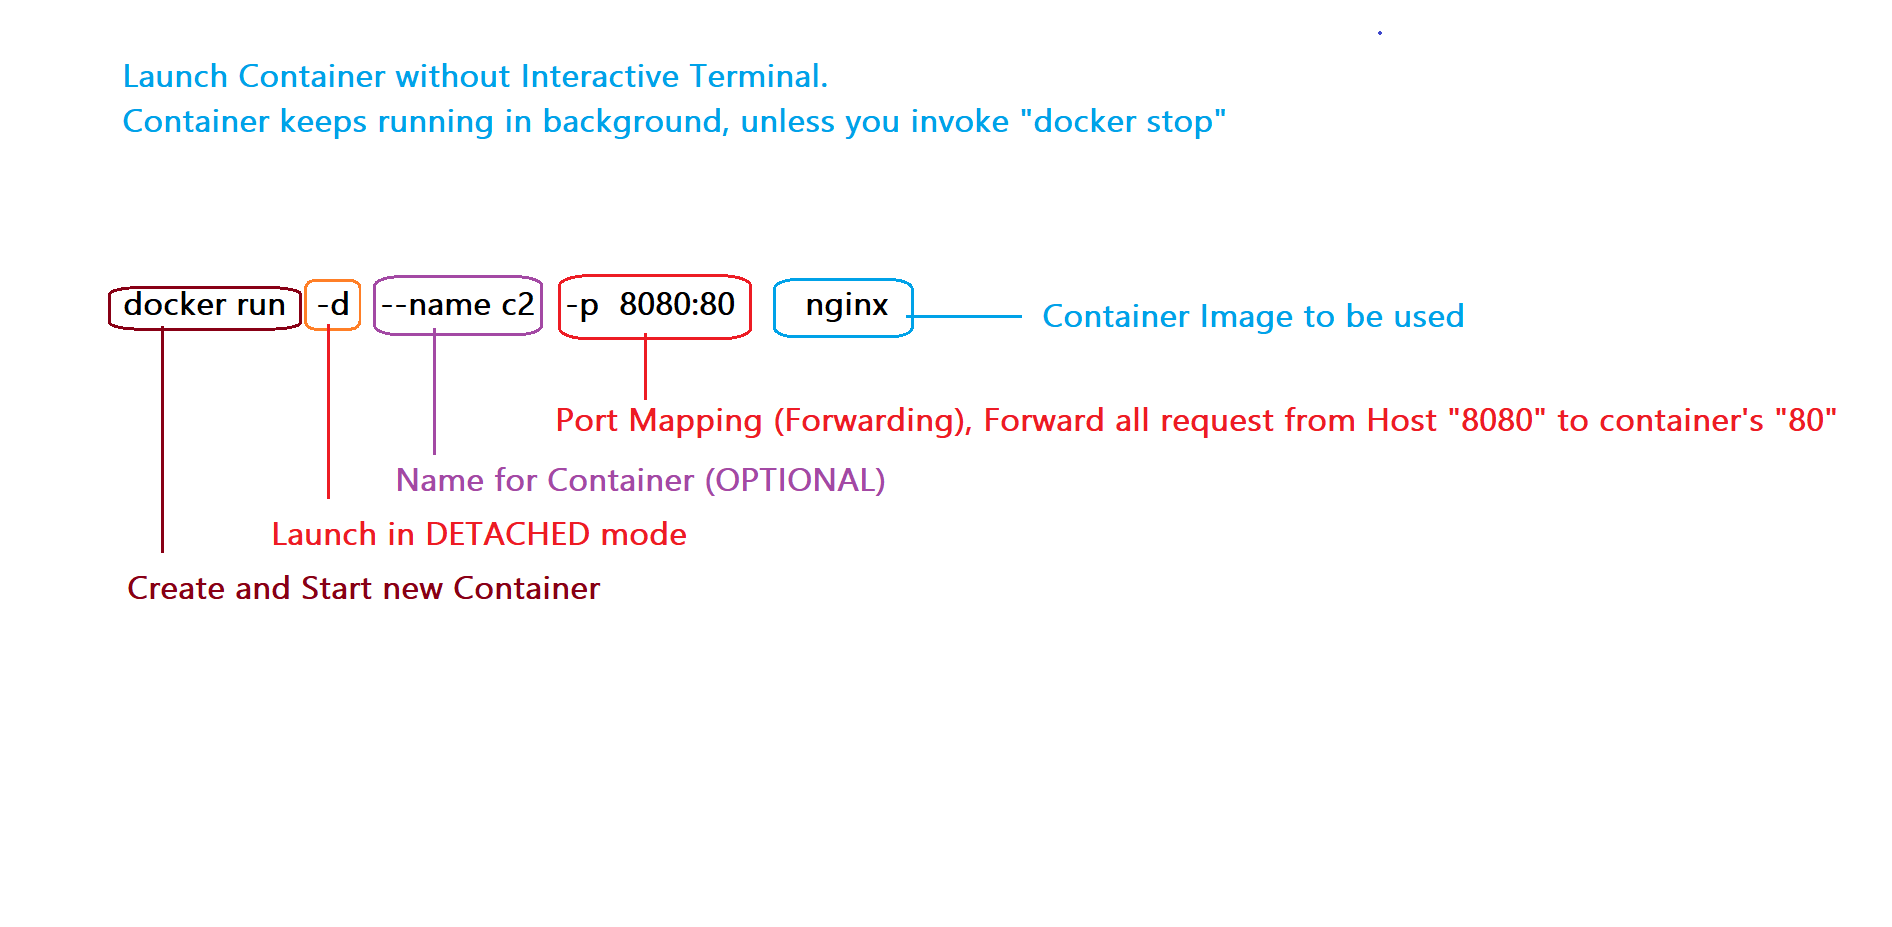 Launch Container without Interactive Terminal.
Container keeps running in background, unless you invoke "docker stop"
docker run -d --name c2 -p 8080:80 nginx
Container Image to be used
Port Mapping (Forwarding), Forward all request from Host "8080" to container's "80"
Name for Container (OPTIONAL)
Launch in DETACHED mode
Create and Start new Container